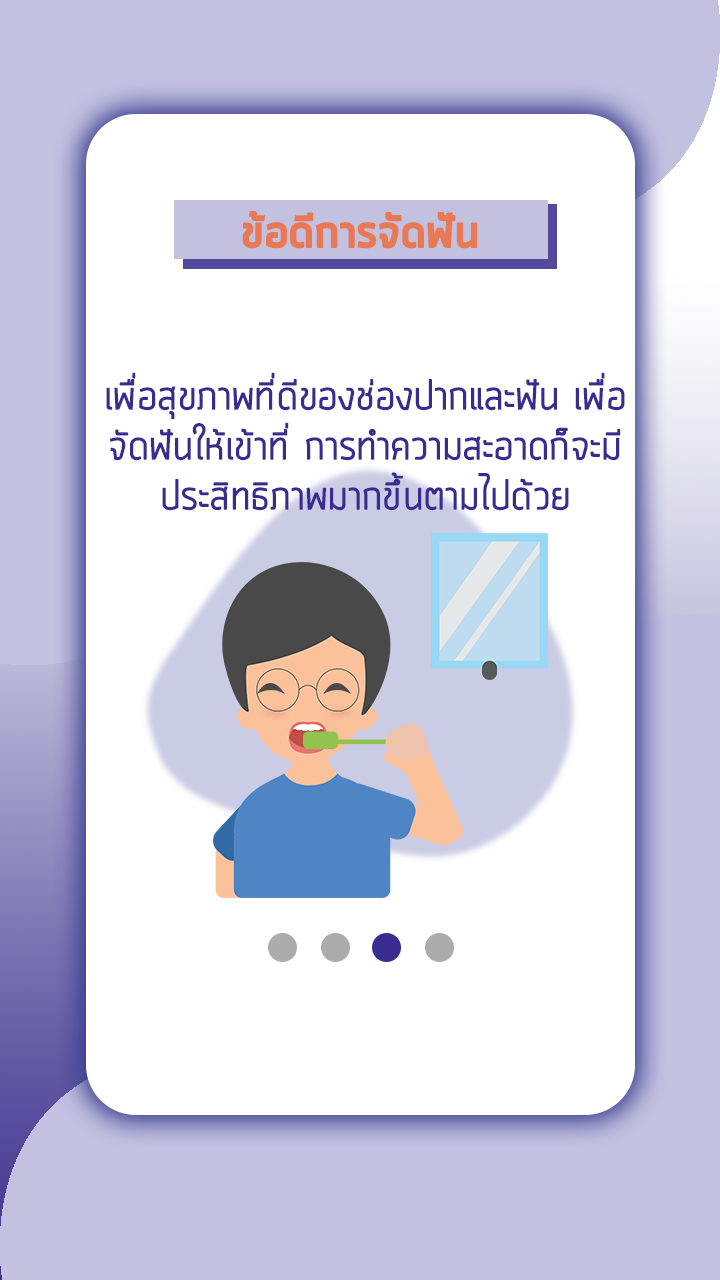 ข้อดีการจัดฟัน
เพื่อสุขภาพที่ดีของช่องปากและฟัน เพื่อ
จัดฟันให้เข้าที่ การทำความสะอาดก็จะมี
ประสิทธิภาพมากขึ้นตามไปด้วย